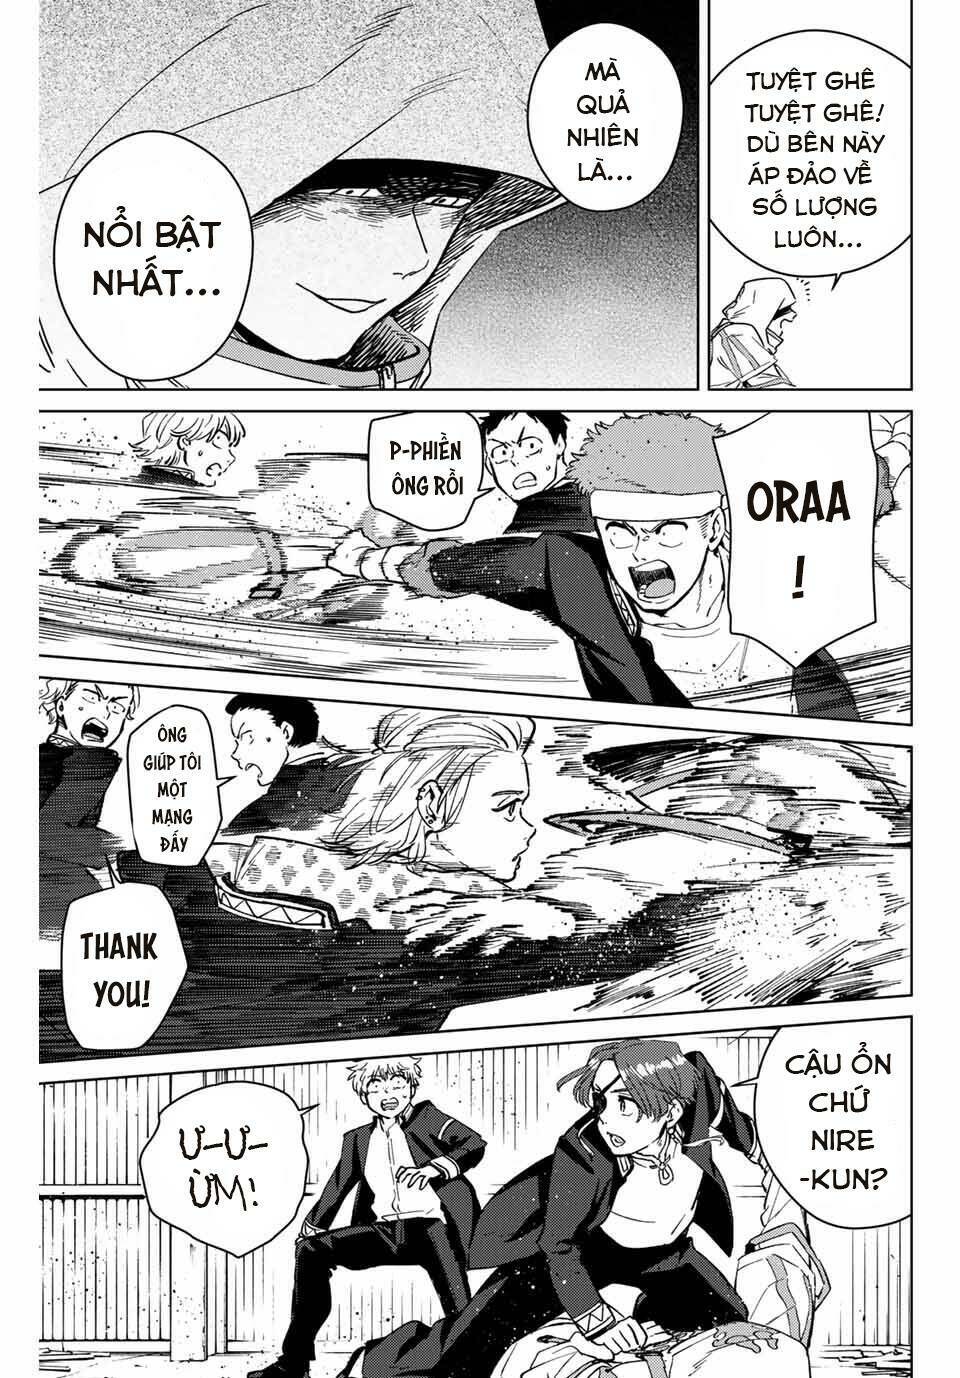 TUYỆT GHÊ
TUYỆT GHÊ!
DÙ BÊN NÀY
ÁP ĐẢO VỀ
SỐ LƯỢNG
LUÔN...
MÀ
QUẢ
NHIÊN
LÀ...
NỔI BẬT
NHẤT...
ORAA
!
P-PHIỀN
ÔNG RỒI
ÔNG
GIÚP TÔI
MỘT
MẠNG
ĐẤY
THANK
YOU!
CẬU ỔN
CHỨ
NIRE
-KUN?
Ư-Ư-
ỪM!